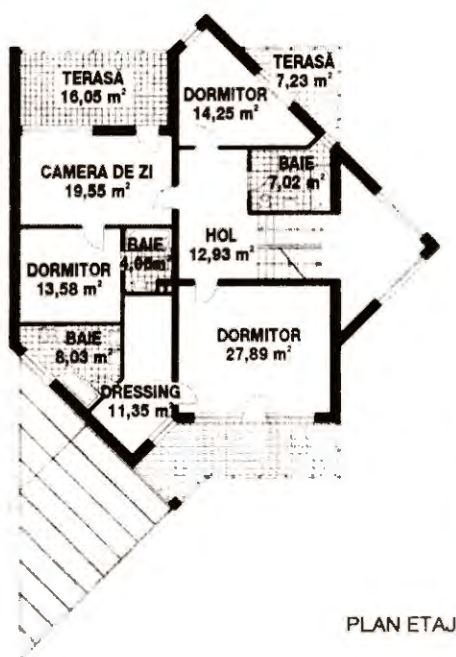 TERASĂ
16,05 m²
TERASĂ
7,23 m²
DORMITOR
14,25 m²
CAMERA DE ZI
19,55 m²
BAIE
7,02 m²
HOL
12,93 m²
BAIE
DORMITOR
13,58 m²
DORMITOR
27,89 m²
BAIE
8,03 m²
DRESSING
11,35 m²
PLAN ETAJ